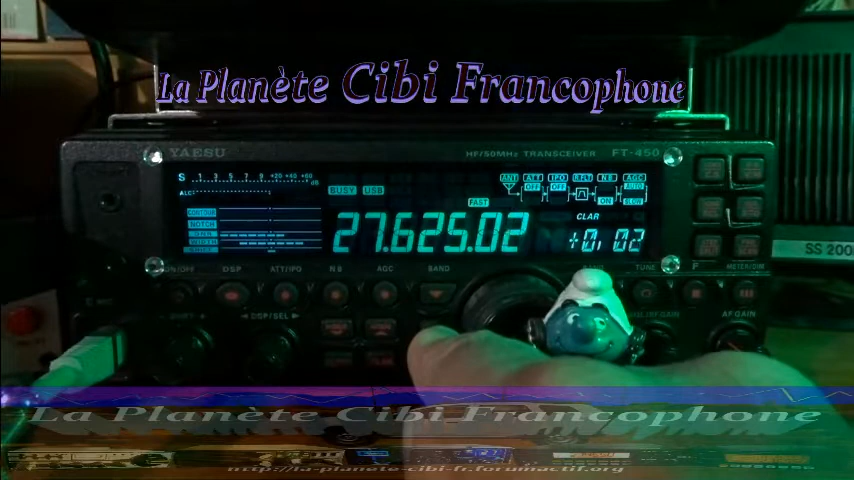 La Planète Cibi Francophone
YAESU HF/50MHz TRANSCEIVER FT-450
S 1 3 5 7 9 +20 +40 +60 dB
ALC
BUSY USB
ANT ATT IPO R.FLT NB AGC
OFF OFF ON AUTO SLOW
FAST
CONTOUR
NOTCH
DNR
WIDTH
SHIFT
27.625.02
CLAR
+0, 02
SS 200
ON/OFF DSP ATT/IPO NB AGC BAND TUNE F METER/DIM
SHIFT DSP/SEL AF GAIN
La Planète Cibi Francophone
http://la-planete-cibi-fr.forumactif.org